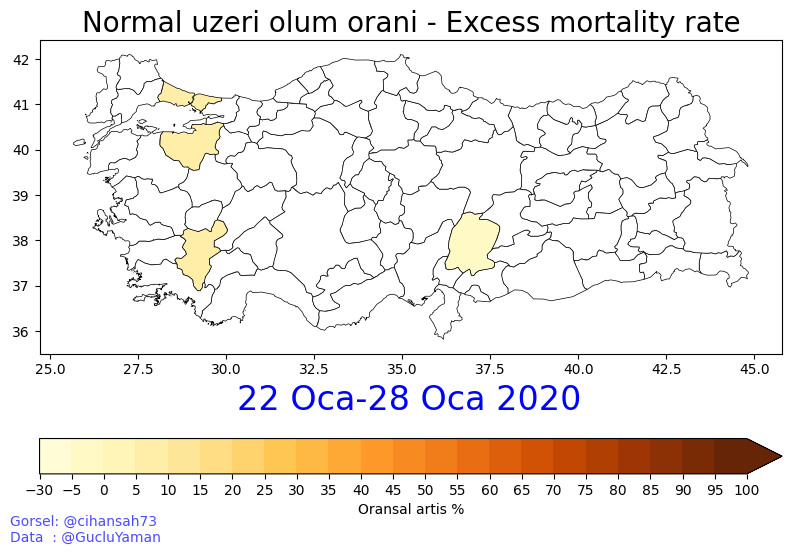 Normal uzeri olum orani - Excess mortality rate
42
41
40
39
38
37
36
25.0 27.5 30.0 32.5 35.0 37.5 40.0 42.5 45.0
22 Oca-28 Oca 2020
−30 −5 0 5 10 15 20 25 30 35 40 45 50 55 60 65 70 75 80 85 90 95 100
Oransal artis %
Gorsel: @cihansah73
Data : @GucluYaman